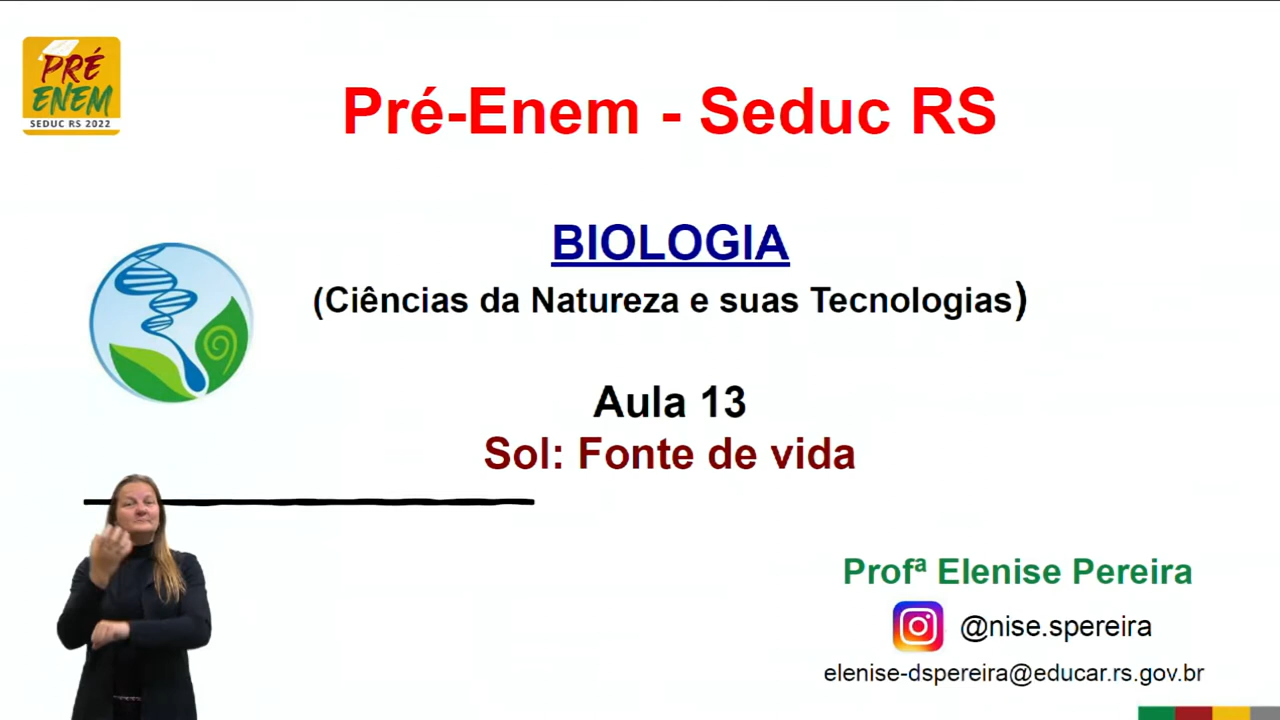 PRÉ
ENEM
SEDUC RS 2022
Pré-Enem - Seduc RS
BIOLOGIA
(Ciências da Natureza e suas Tecnologias)
Aula 13
Sol: Fonte de vida
Profª Elenise Pereira
@nise.spereira
elenise-dspereira@educar.rs.gov.br